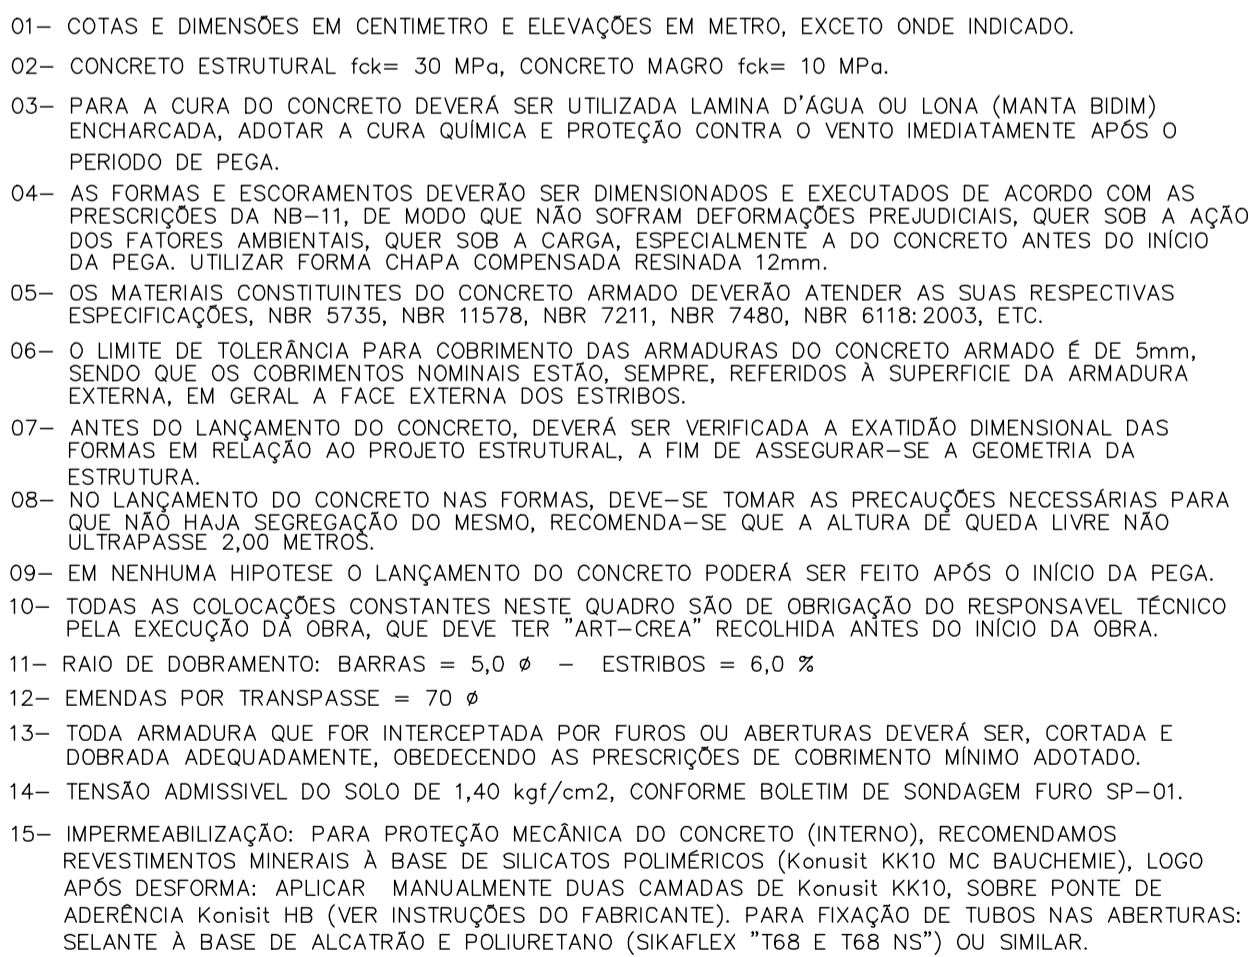 01– COTAS E DIMENSÕES EM CENTIMETRO E ELEVAÇÕES EM METRO, EXCETO ONDE INDICADO.
02– CONCRETO ESTRUTURAL fck= 30 MPa, CONCRETO MAGRO fck= 10 MPa.
03– PARA A CURA DO CONCRETO DEVERÁ SER UTILIZADA LAMINA D'ÁGUA OU LONA (MANTA BIDIM)
ENCHARCADA, ADOTAR A CURA QUÍMICA E PROTEÇÃO CONTRA O VENTO IMEDIATAMENTE APÓS O
PERIODO DE PEGA.
04– AS FORMAS E ESCORAMENTOS DEVERÃO SER DIMENSIONADOS E EXECUTADOS DE ACORDO COM AS
PRESCRIÇÕES DA NB–11, DE MODO QUE NÃO SOFRAM DEFORMAÇÕES PREJUDICIAIS, QUER SOB A AÇÃO
DOS FATORES AMBIENTAIS, QUER SOB A CARGA, ESPECIALMENTE A DO CONCRETO ANTES DO INÍCIO
DA PEGA. UTILIZAR FORMA CHAPA COMPENSADA RESINADA 12mm.
05– OS MATERIAIS CONSTITUINTES DO CONCRETO ARMADO DEVERÃO ATENDER AS SUAS RESPECTIVAS
ESPECIFICAÇÕES, NBR 5735, NBR 11578, NBR 7211, NBR 7480, NBR 6118:2003, ETC.
06– O LIMITE DE TOLERÂNCIA PARA COBRIMENTO DAS ARMADURAS DO CONCRETO ARMADO É DE 5mm,
SENDO QUE OS COBRIMENTOS NOMINAIS ESTÃO, SEMPRE, REFERIDOS À SUPERFICIE DA ARMADURA
EXTERNA, EM GERAL A FACE EXTERNA DOS ESTRIBOS.
07– ANTES DO LANÇAMENTO DO CONCRETO, DEVERÁ SER VERIFICADA A EXATIDÃO DIMENSIONAL DAS
FORMAS EM RELAÇÃO AO PROJETO ESTRUTURAL, A FIM DE ASSEGURAR–SE A GEOMETRIA DA
ESTRUTURA.
08– NO LANÇAMENTO DO CONCRETO NAS FORMAS, DEVE–SE TOMAR AS PRECAUÇÕES NECESSÁRIAS PARA
QUE NÃO HAJA SEGREGAÇÃO DO MESMO, RECOMENDA–SE QUE A ALTURA DE QUEDA LIVRE NÃO
ULTRAPASSE 2,00 METROS.
09– EM NENHUMA HIPOTESE O LANÇAMENTO DO CONCRETO PODERÁ SER FEITO APÓS O INÍCIO DA PEGA.
10– TODAS AS COLOCAÇÕES CONSTANTES NESTE QUADRO SÃO DE OBRIGAÇÃO DO RESPONSAVEL TÉCNICO
PELA EXECUÇÃO DA OBRA, QUE DEVE TER "ART–CREA" RECOLHIDA ANTES DO INÍCIO DA OBRA.
11– RAIO DE DOBRAMENTO: BARRAS = 5,0 ø – ESTRIBOS = 6,0 %
12– EMENDAS POR TRANSPASSE = 70 ø
13– TODA ARMADURA QUE FOR INTERCEPTADA POR FUROS OU ABERTURAS DEVERÁ SER, CORTADA E
DOBRADA ADEQUADAMENTE, OBEDECENDO AS PRESCRIÇÕES DE COBRIMENTO MÍNIMO ADOTADO.
14– TENSÃO ADMISSIVEL DO SOLO DE 1,40 kgf/cm2, CONFORME BOLETIM DE SONDAGEM FURO SP–01.
15– IMPERMEABILIZAÇÃO: PARA PROTEÇÃO MECÂNICA DO CONCRETO (INTERNO), RECOMENDAMOS
REVESTIMENTOS MINERAIS À BASE DE SILICATOS POLIMÉRICOS (Konusit KK10 MC BAUCHEMIE), LOGO
APÓS DESFORMA: APLICAR MANUALMENTE DUAS CAMADAS DE Konusit KK10, SOBRE PONTE DE
ADERÊNCIA Konisit HB (VER INSTRUÇÕES DO FABRICANTE). PARA FIXAÇÃO DE TUBOS NAS ABERTURAS:
SELANTE À BASE DE ALCATRÃO E POLIURETANO (SIKAFLEX "T68 E T68 NS") OU SIMILAR.